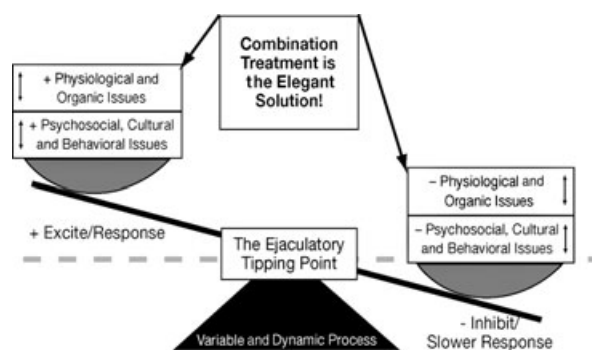 Combination
Treatment is
the Elegant
Solution!
+ Physiological and
Organic Issues
+ Psychosocial, Cultural
and Behavioral Issues
– Physiological and
Organic Issues
– Psychosocial, Cultural
and Behavioral Issues
+ Excite/Response
The Ejaculatory
Tipping Point
- Inhibit/
Slower Response
Variable and Dynamic Process